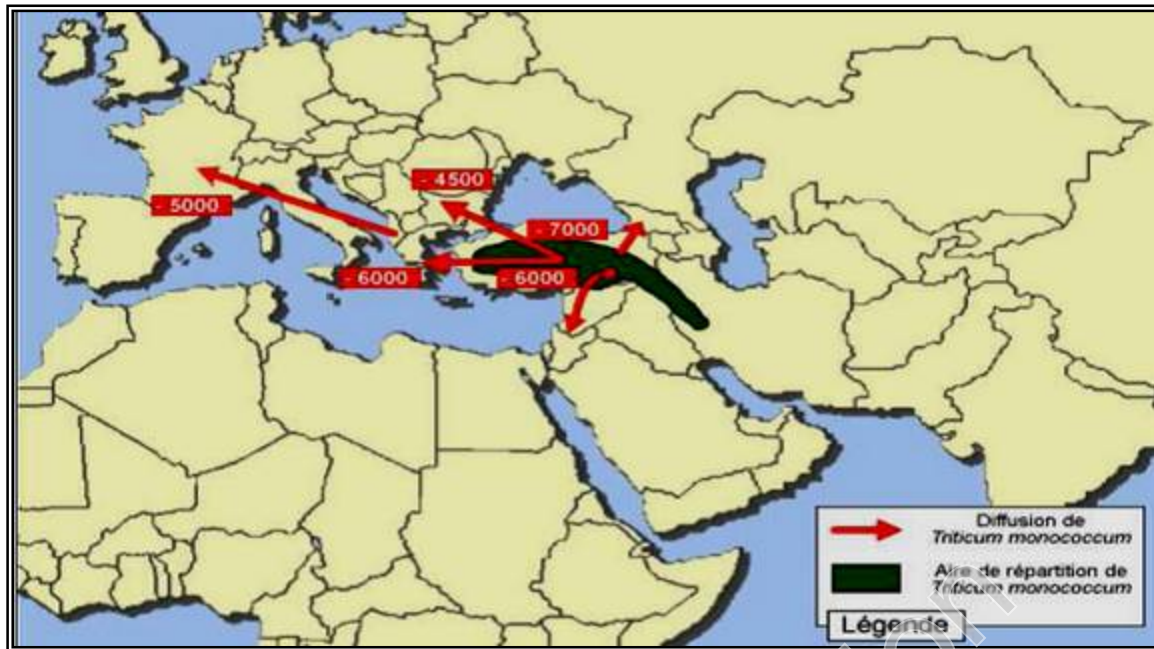 - 4500
- 5000
- 7000
- 6000
- 6000
Diffusion de
Triticum monococcum
Aire de répartition de
Triticum monococcum
Légende